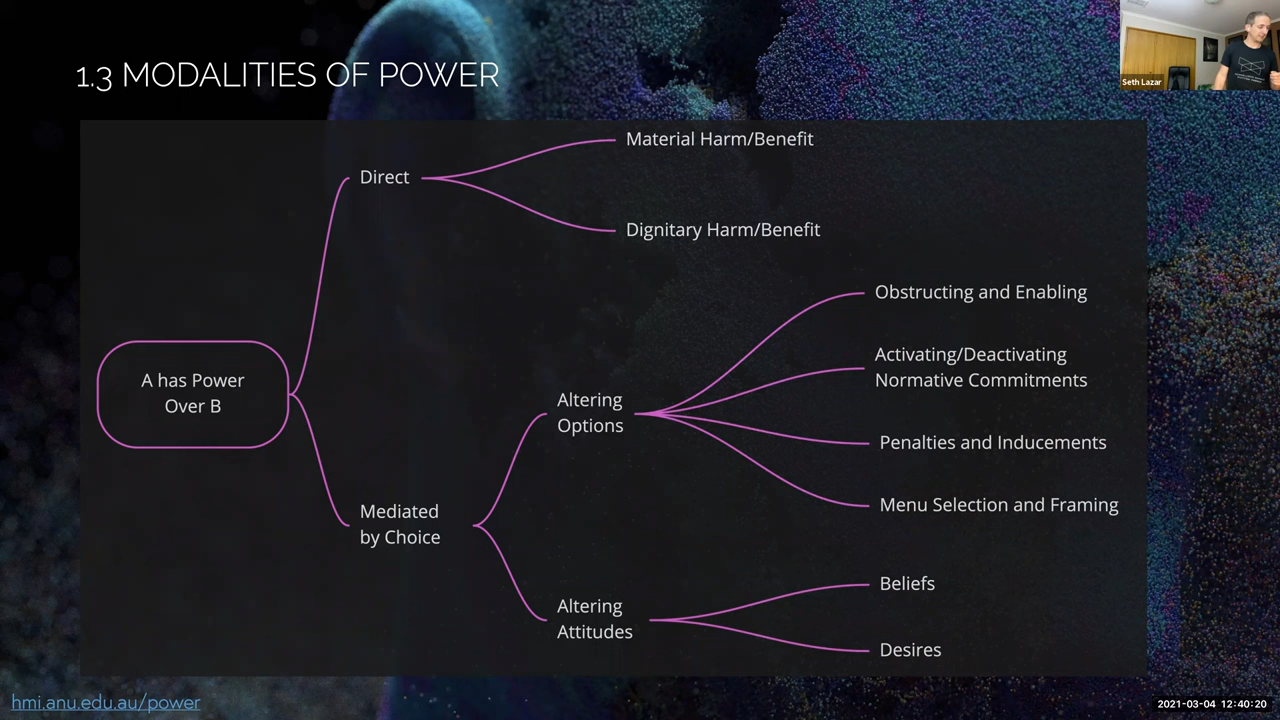 1.3 MODALITIES OF POWER
Seth Lazar
Material Harm/Benefit
Direct
Dignitary Harm/Benefit
Obstructing and Enabling
Activating/Deactivating
Normative Commitments
A has Power
Over B
Altering
Options
Penalties and Inducements
Menu Selection and Framing
Mediated
by Choice
Beliefs
Altering
Attitudes
Desires
hmi.anu.edu.au/power
2021-03-04 12:40:20